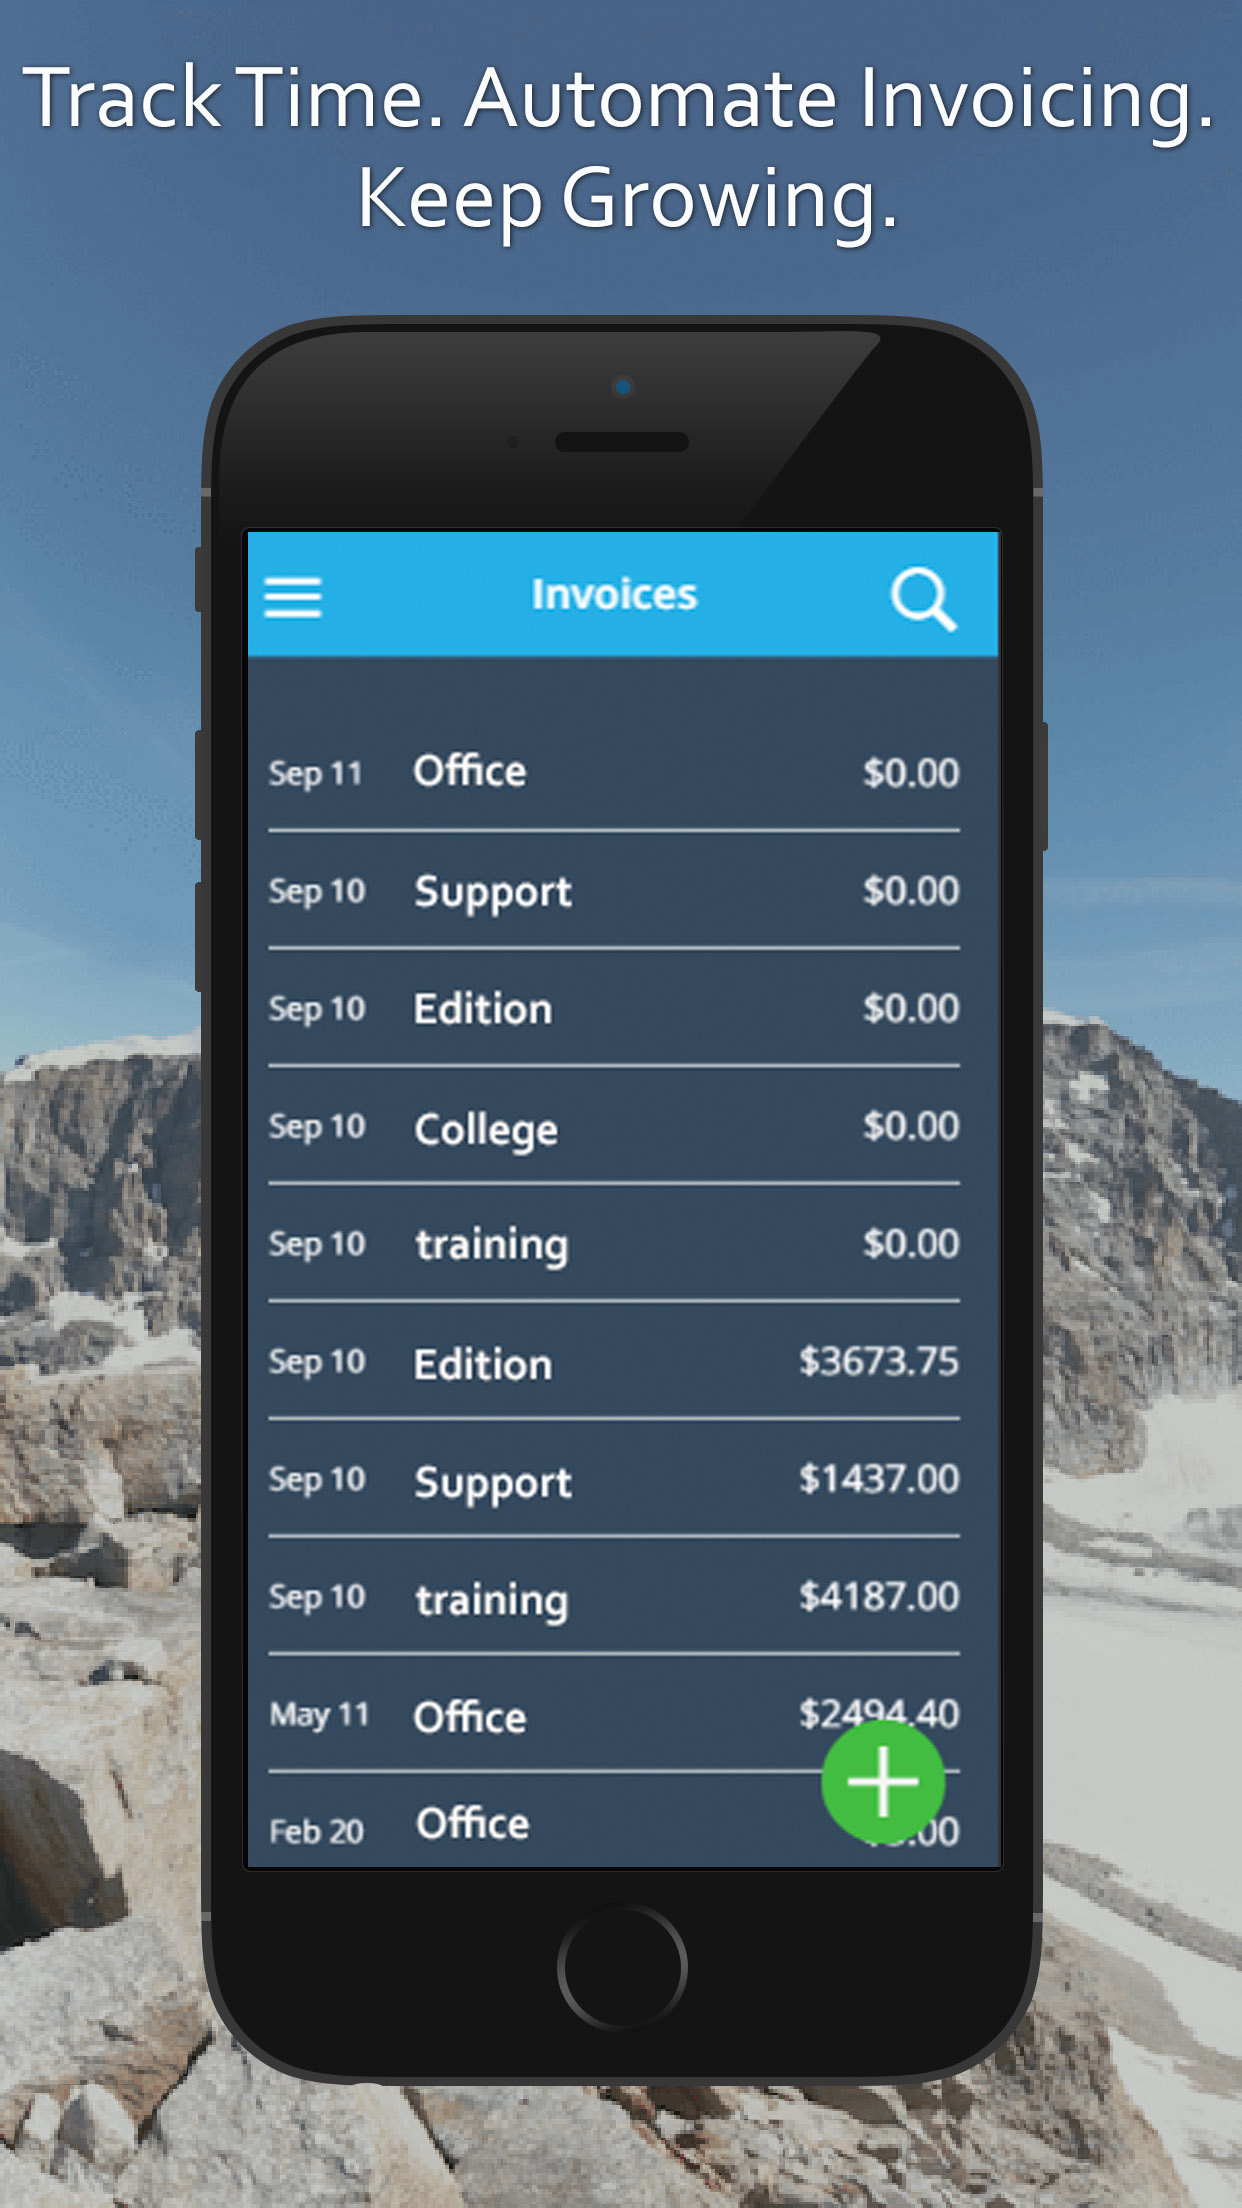 Track Time. Automate Invoicing.
Keep Growing.
Invoices
Sep 11 Office $0.00
Sep 10 Support $0.00
Sep 10 Edition $0.00
Sep 10 College $0.00
Sep 10 training $0.00
Sep 10 Edition $3673.75
Sep 10 Support $1437.00
Sep 10 training $4187.00
May 11 Office $2494.40
Feb 20 Office